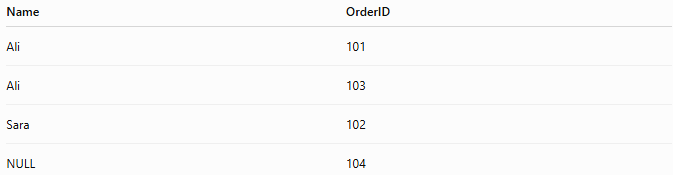 Name OrderID
Ali 101
Ali 103
Sara 102
NULL 104